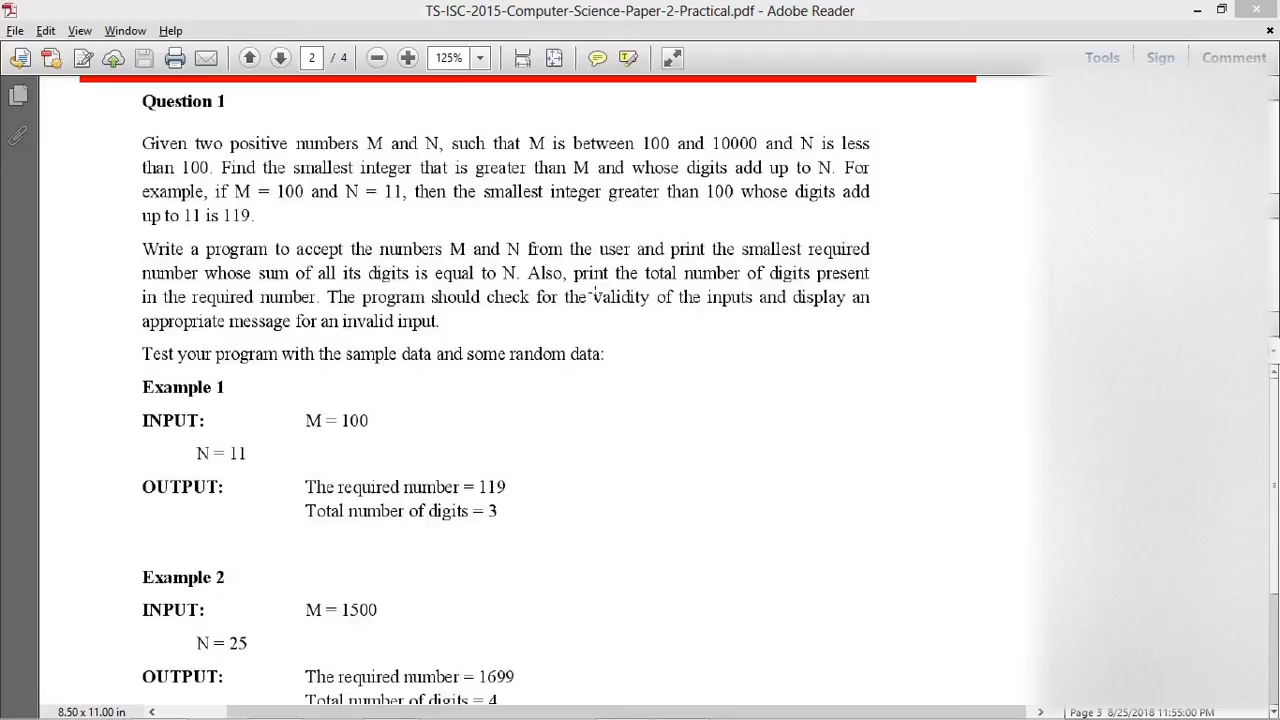 TS-ISC-2015-Computer-Science-Paper-2-Practical.pdf - Adobe Reader
File Edit View Window Help
2 / 4 125% Tools Sign Comment
Question 1
Given two positive numbers M and N, such that M is between 100 and 10000 and N is less
than 100. Find the smallest integer that is greater than M and whose digits add up to N. For
example, if M = 100 and N = 11, then the smallest integer greater than 100 whose digits add
up to 11 is 119.
Write a program to accept the numbers M and N from the user and print the smallest required
number whose sum of all its digits is equal to N. Also, print the total number of digits present
in the required number. The program should check for the validity of the inputs and display an
appropriate message for an invalid input.
Test your program with the sample data and some random data:
Example 1
INPUT: M = 100
N = 11
OUTPUT: The required number = 119
Total number of digits = 3
Example 2
INPUT: M = 1500
N = 25
OUTPUT: The required number = 1699
Total number of digits = 4
8.50 x 11.00 in Page 3 8/25/2018 11:55:00 PM